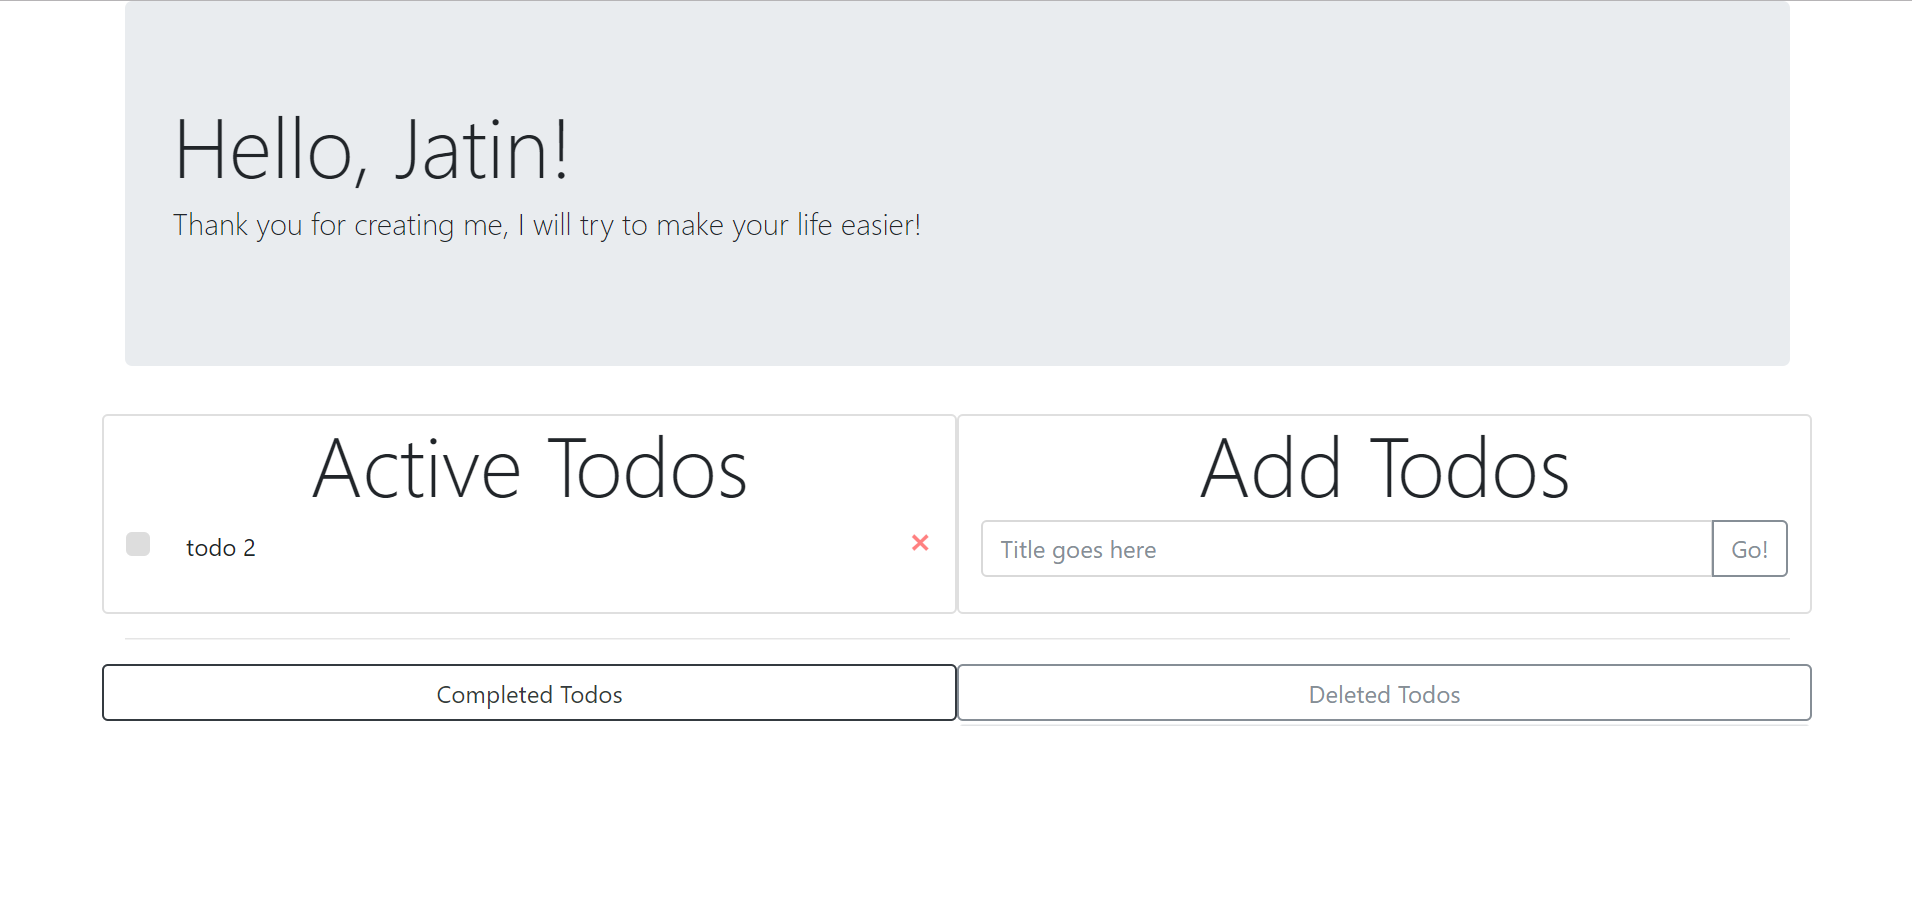 Hello, Jatin!
Thank you for creating me, I will try to make your life easier!
Active Todos
todo 2
Add Todos
Title goes here
Go!
Completed Todos
Deleted Todos